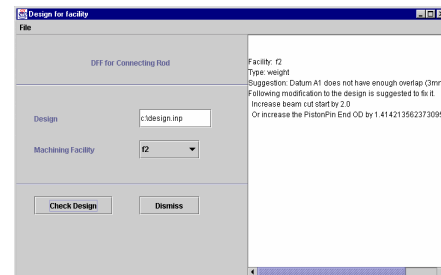 Design for facility
File
DFF for Connecting Rod
Design
c:\design.inp
Machining Facility
f2
Check Design
Dismiss
Facility: f2
Type: weight
Suggestion: Datum A1 does not have enough overlap (3mm
Following modification to the design is suggested to fix it.
Increase beam cut start by 2.0
Or increase the PistonPin End OD by 1.4142135623730951